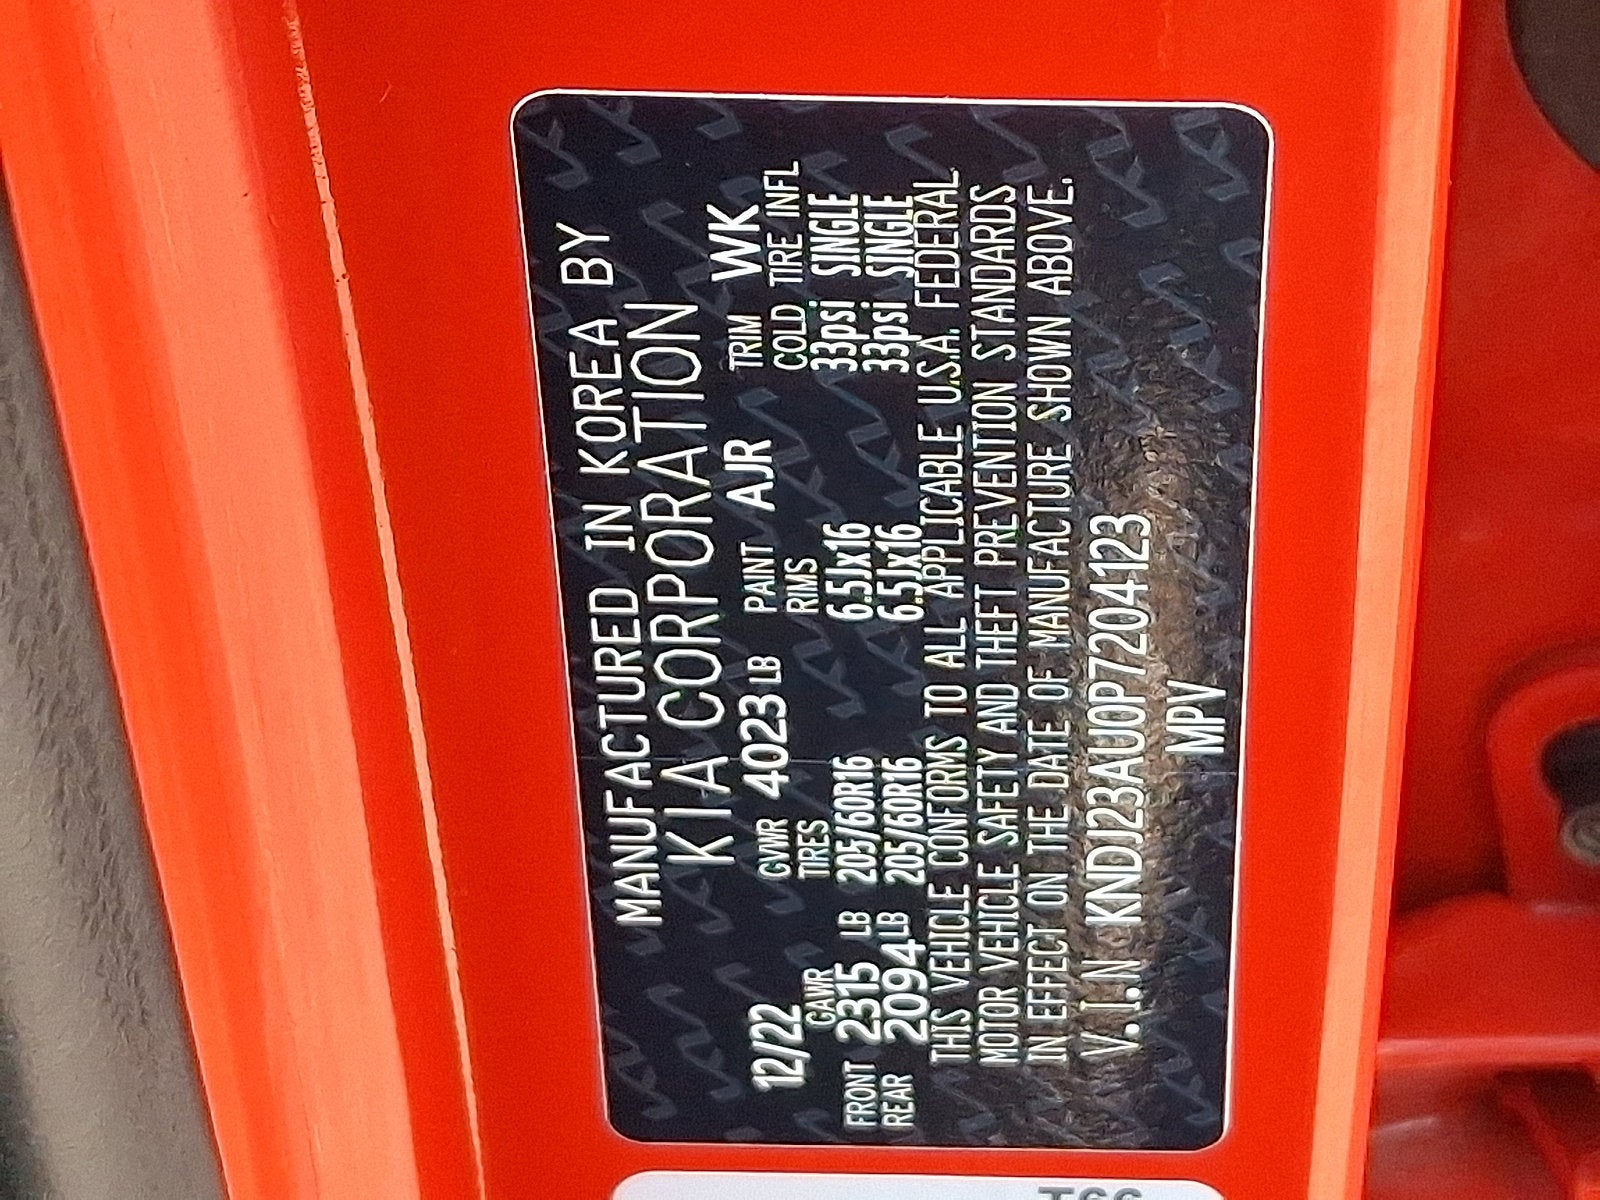 MANUFACTURED IN KOREA BY
KIA CORPORATION
12/22 GVWR 4023 LB PAINT AJR TRIM WK
GAWR TIRES RIMS COLD TIRE INFL
FRONT 2315 LB 205/60R16 6.5Jx16 33psi SINGLE
REAR 2094 LB 205/60R16 6.5Jx16 33psi SINGLE
THIS VEHICLE CONFORMS TO ALL APPLICABLE U.S.A. FEDERAL
MOTOR VEHICLE SAFETY AND THEFT PREVENTION STANDARDS
IN EFFECT ON THE DATE OF MANUFACTURE SHOWN ABOVE.
V.I.N KNDJ23AU0P7204123
MPV